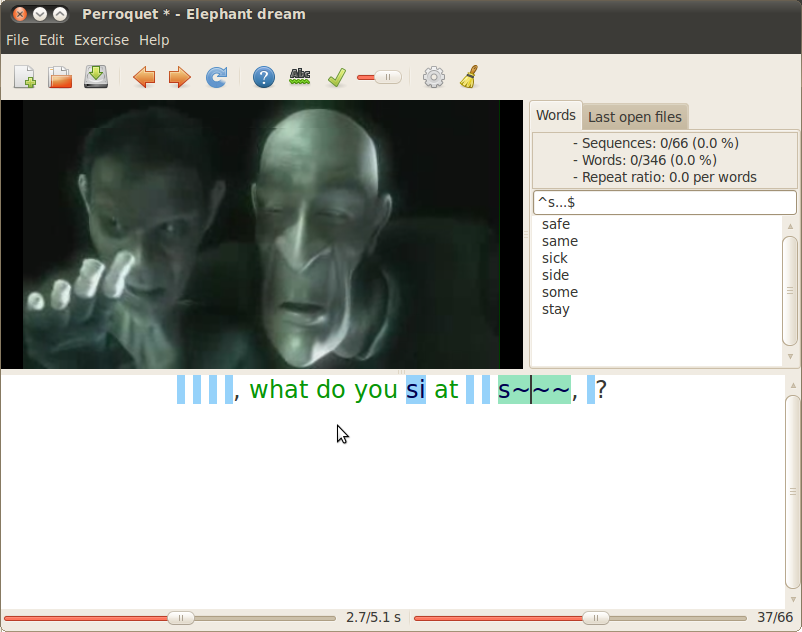 Perroquet * - Elephant dream
File Edit Exercise Help
?
Abc
Words Last open files
- Sequences: 0/66 (0.0 %)
- Words: 0/346 (0.0 %)
- Repeat ratio: 0.0 per words
^s...$
safe
same
sick
side
some
stay
, what do you si at s~~~, ?
2.7/5.1 s 37/66